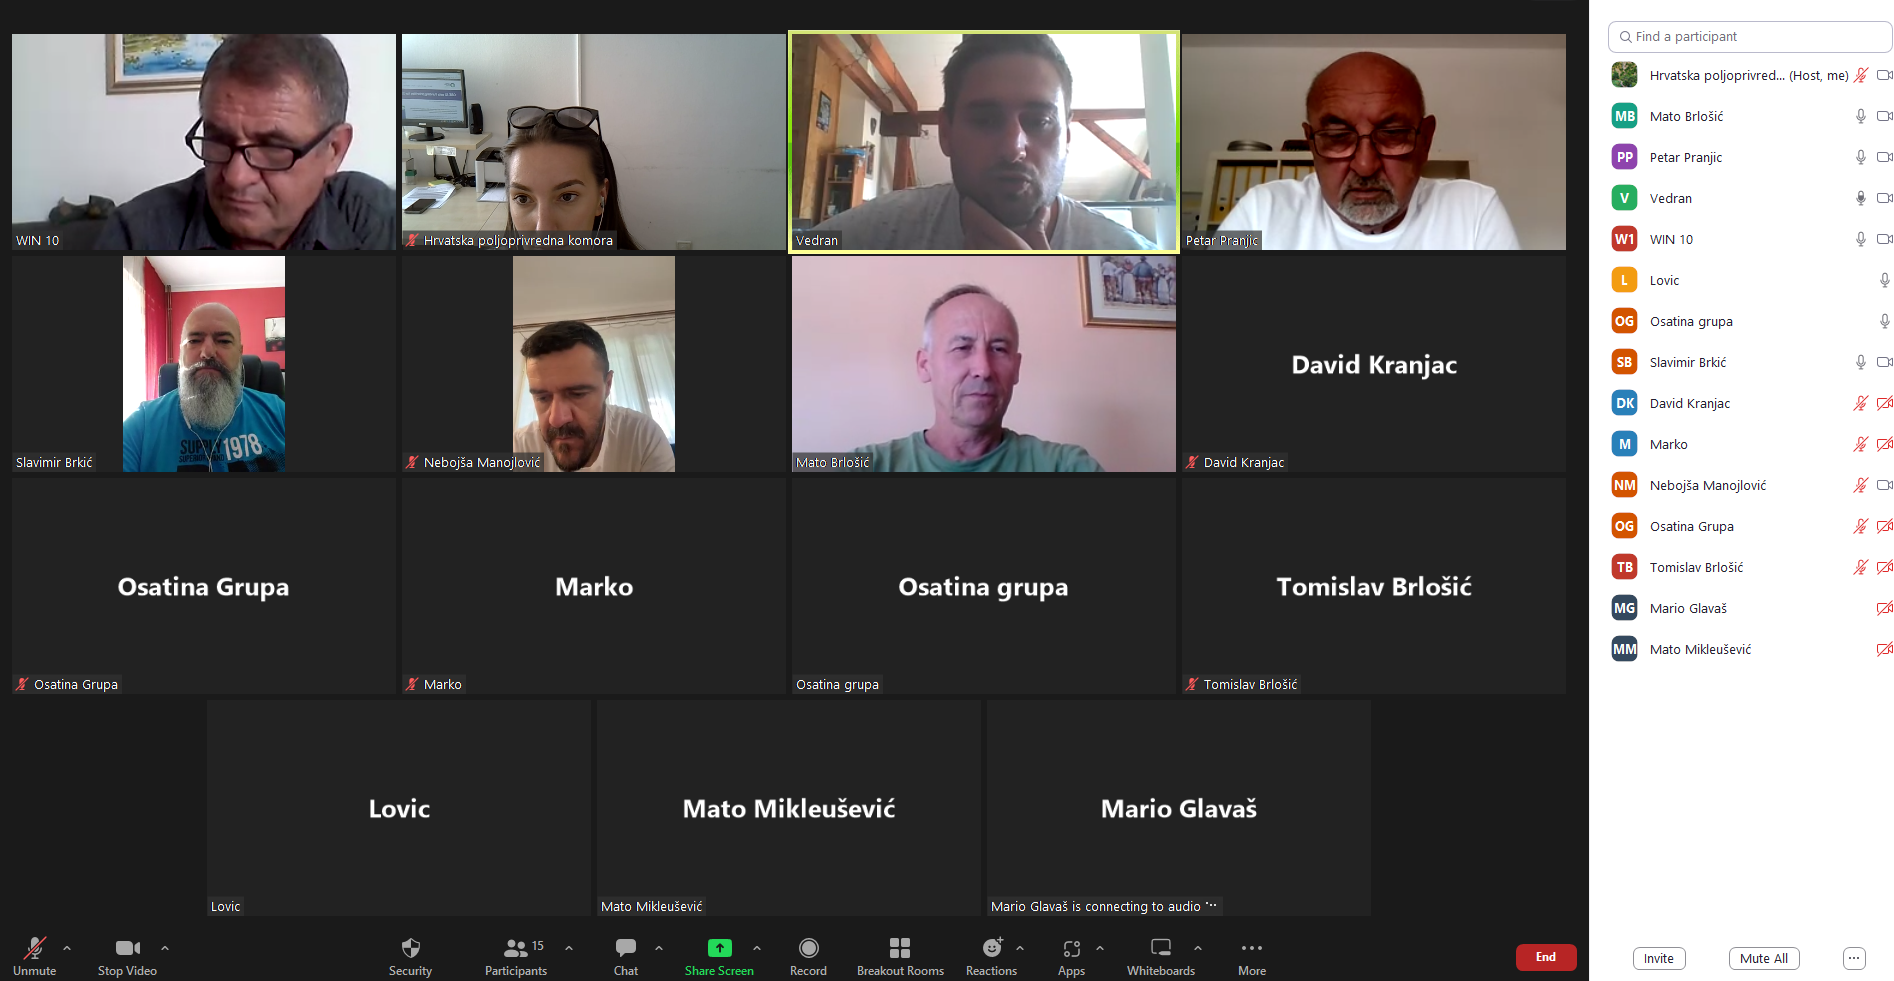 WIN 10
Hrvatska poljoprivredna komora
Vedran
Petar Pranjic
SUPPLY 1978
Slavimir Brkić
Nebojša Manojlović
Mato Brlošić
David Kranjac
David Kranjac
Osatina Grupa
Osatina Grupa
Marko
Marko
Osatina grupa
Osatina grupa
Tomislav Brlošić
Tomislav Brlošić
Lovic
Lovic
Mato Mikleušević
Mato Mikleušević
Mario Glavaš
Mario Glavaš is connecting to audio
Unmute
Stop Video
Security
Participants
15
Chat
Share Screen
Record
Breakout Rooms
Reactions
Apps
Whiteboards
More
End
Find a participant
Hrvatska poljoprivred... (Host, me)
MB Mato Brlošić
PP Petar Pranjic
V Vedran
W1 WIN 10
L Lovic
OG Osatina grupa
SB Slavimir Brkić
DK David Kranjac
M Marko
NM Nebojša Manojlović
OG Osatina Grupa
TB Tomislav Brlošić
MG Mario Glavaš
MM Mato Mikleušević
Invite
Mute All
...